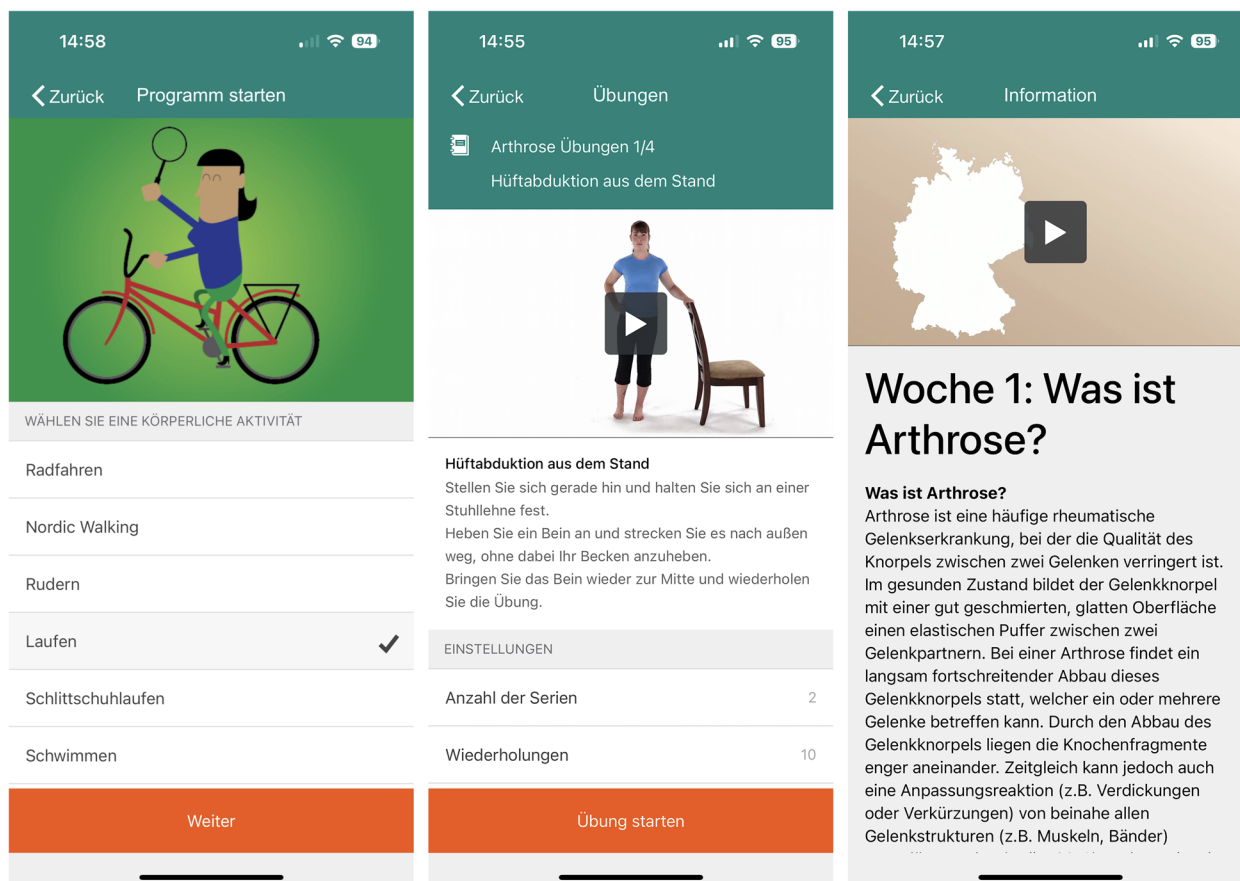 14:58
94
Zurück
Programm starten
WÄHLEN SIE EINE KÖRPERLICHE AKTIVITÄT
Radfahren
Nordic Walking
Rudern
Laufen
Schlittschuhlaufen
Schwimmen
Weiter
14:55
95
Zurück
Übungen
Arthrose Übungen 1/4
Hüftabduktion aus dem Stand
Hüftabduktion aus dem Stand
Stellen Sie sich gerade hin und halten Sie sich an einer
Stuhllehne fest.
Heben Sie ein Bein an und strecken Sie es nach außen
weg, ohne dabei Ihr Becken anzuheben.
Bringen Sie das Bein wieder zur Mitte und wiederholen
Sie die Übung.
EINSTELLUNGEN
Anzahl der Serien 2
Wiederholungen 10
Übung starten
14:57
95
Zurück
Information
Woche 1: Was ist
Arthrose?
Was ist Arthrose?
Arthrose ist eine häufige rheumatische
Gelenkserkrankung, bei der die Qualität des
Knorpels zwischen zwei Gelenken verringert ist.
Im gesunden Zustand bildet der Gelenkknorpel
mit einer gut geschmierten, glatten Oberfläche
einen elastischen Puffer zwischen zwei
Gelenkpartnern. Bei einer Arthrose findet ein
langsam fortschreitender Abbau dieses
Gelenkknorpels statt, welcher ein oder mehrere
Gelenke betreffen kann. Durch den Abbau des
Gelenkknorpels liegen die Knochenfragmente
enger aneinander. Zeitgleich kann jedoch auch
eine Anpassungsreaktion (z.B. Verdickungen
oder Verkürzungen) von beinahe allen
Gelenkstrukturen (z.B. Muskeln, Bänder)